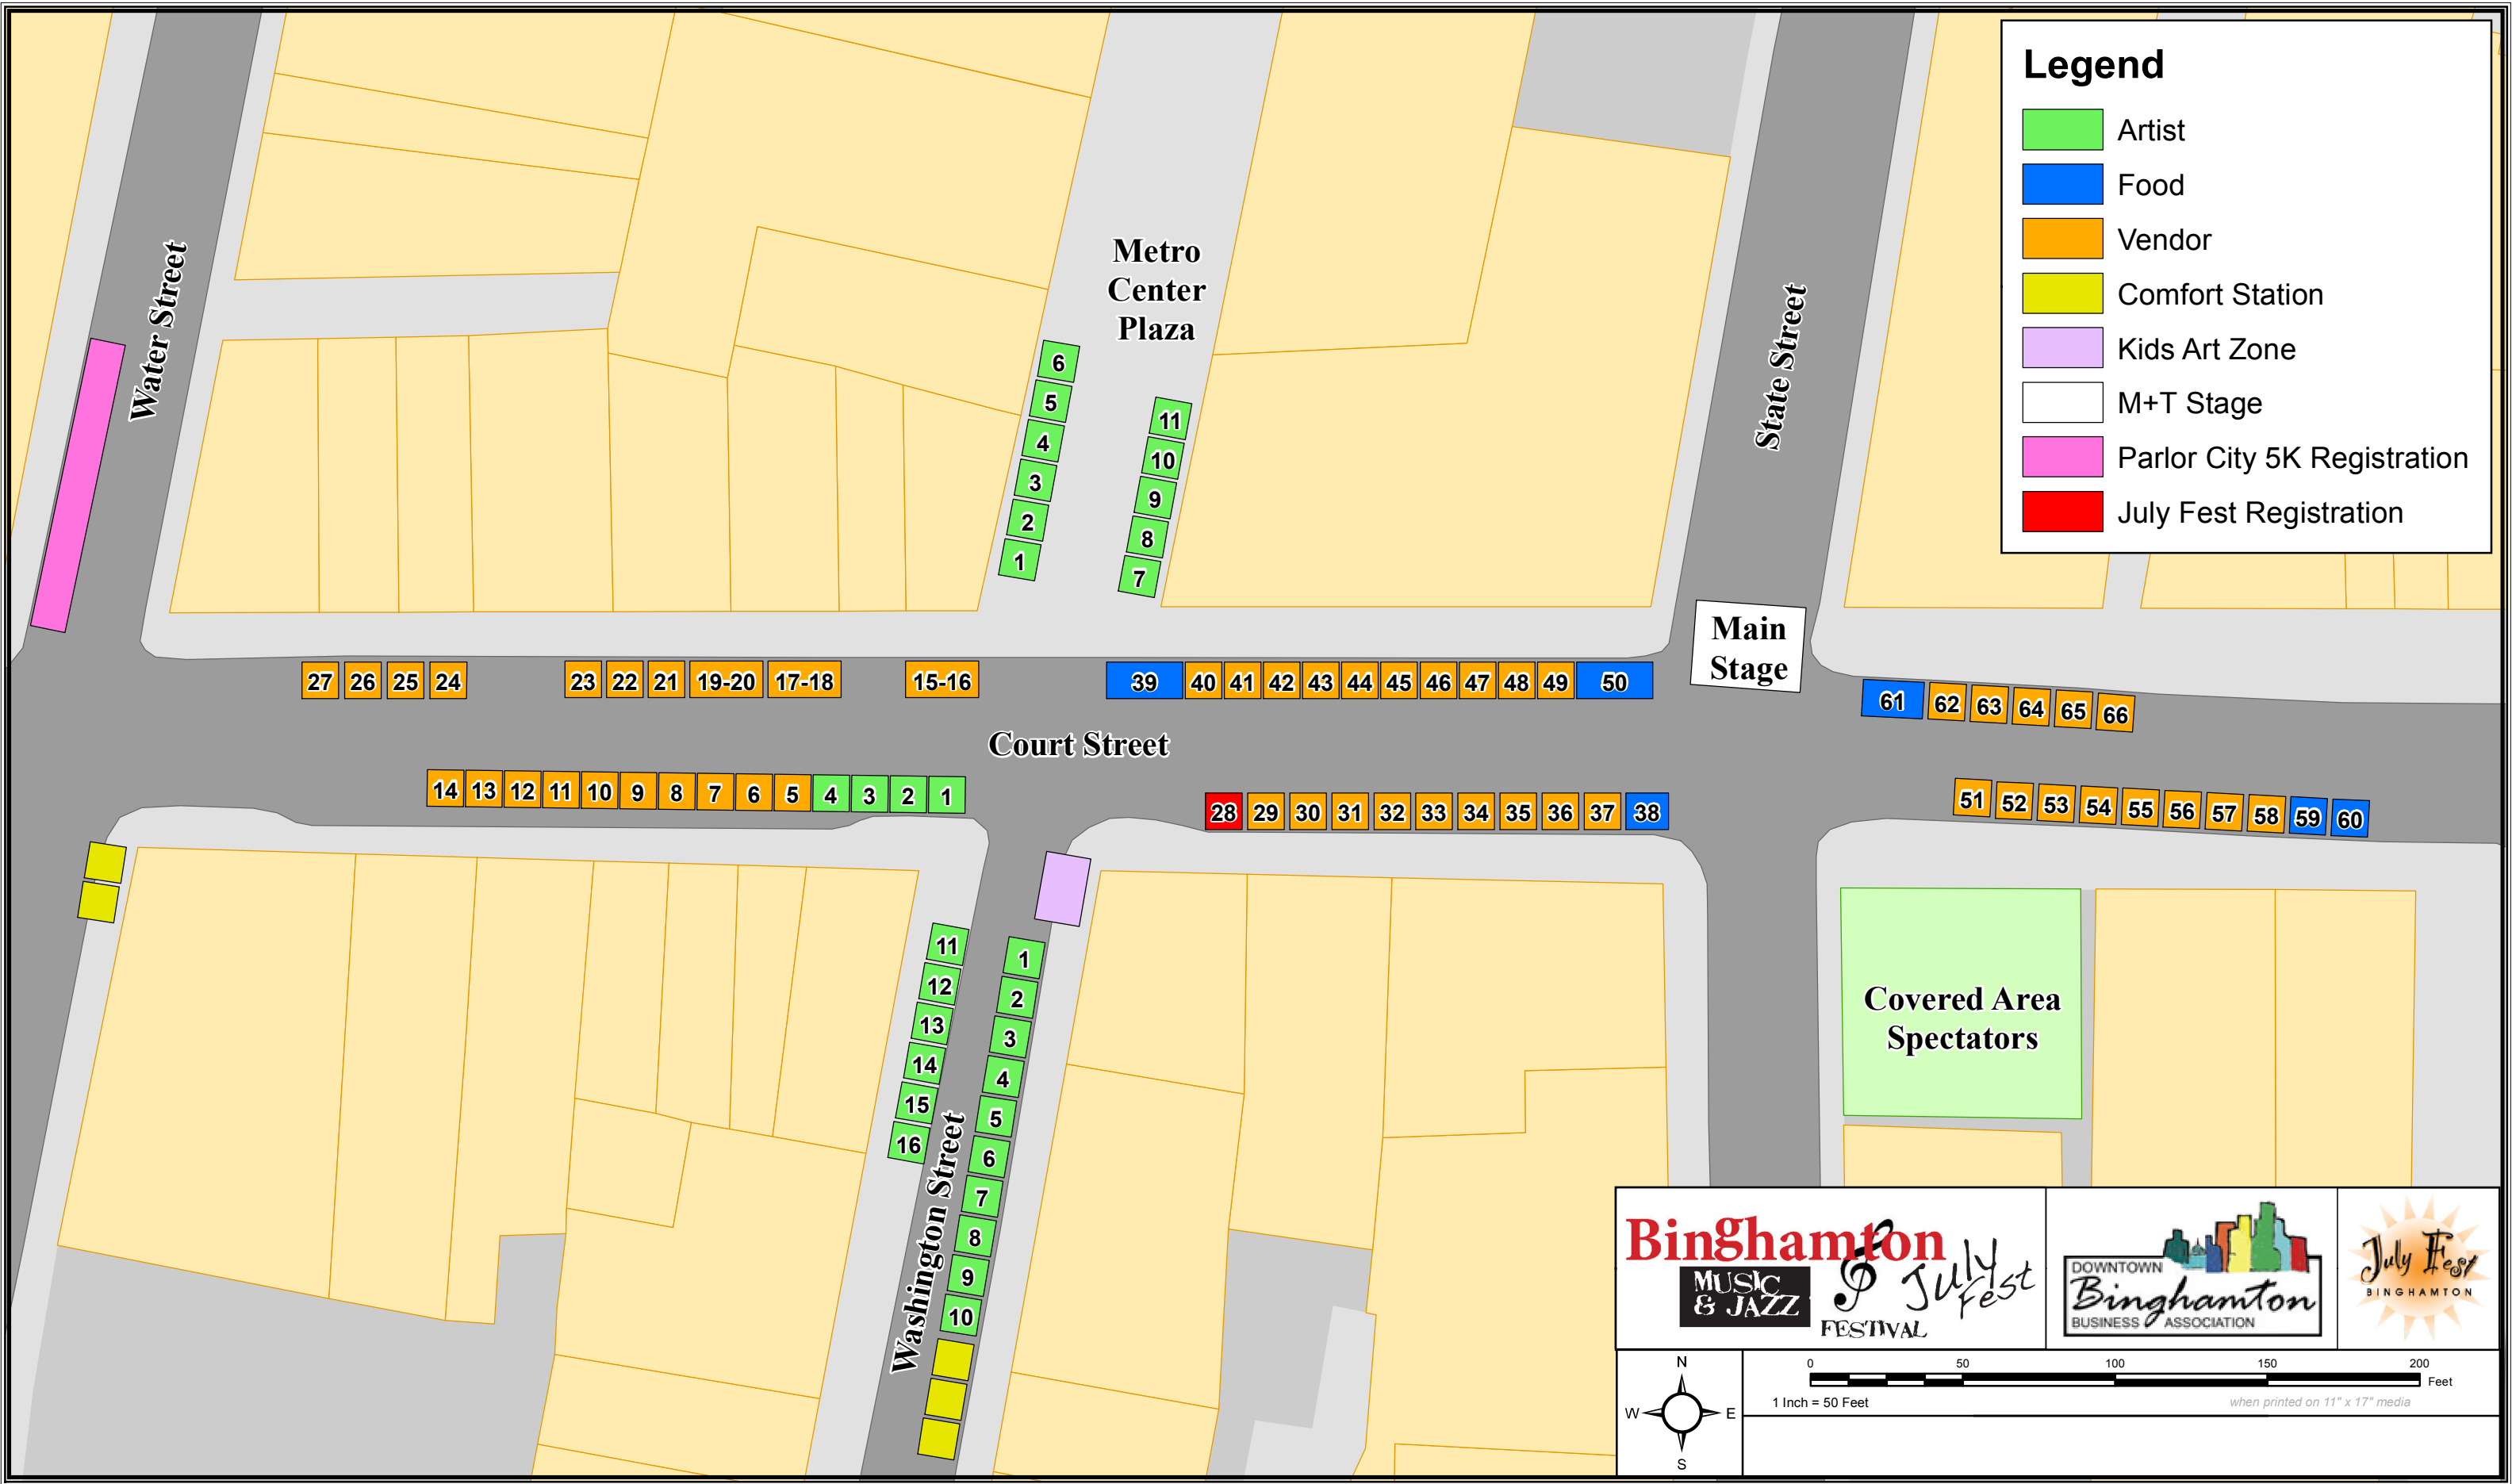 Legend
Artist
Food
Vendor
Comfort Station
Kids Art Zone
M+T Stage
Parlor City 5K Registration
July Fest Registration
Water Street
Metro
Center
Plaza
State Street
6
5
4
3
2
1
11
10
9
8
7
Main
Stage
27 26 25 24 23 22 21 19-20 17-18 15-16 39 40 41 42 43 44 45 46 47 48 49 50
61 62 63 64 65 66
Court Street
14 13 12 11 10 9 8 7 6 5 4 3 2 1
28 29 30 31 32 33 34 35 36 37 38
51 52 53 54 55 56 57 58 59 60
11
12
13
14
15
16
1
2
3
4
5
6
7
8
9
10
Washington Street
Covered Area
Spectators
Binghamton
MUSIC
& JAZZ
July
Fest
FESTIVAL
DOWNTOWN
Binghamton
BUSINESS ASSOCIATION
July Fest
BINGHAMTON
N
W E
S
0 50 100 150 200
Feet
1 Inch = 50 Feet
when printed on 11" x 17" media